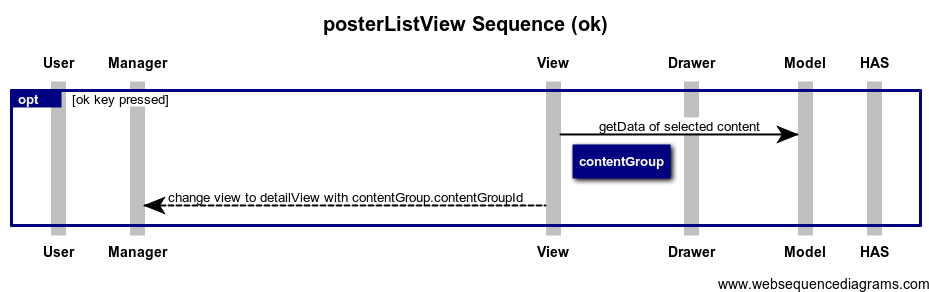 posterListView Sequence (ok)
User Manager View Drawer Model HAS
opt [ok key pressed]
getData of selected content
contentGroup
change view to detailView with contentGroup.contentGroupId
User Manager View Drawer Model HAS
www.websequencediagrams.com